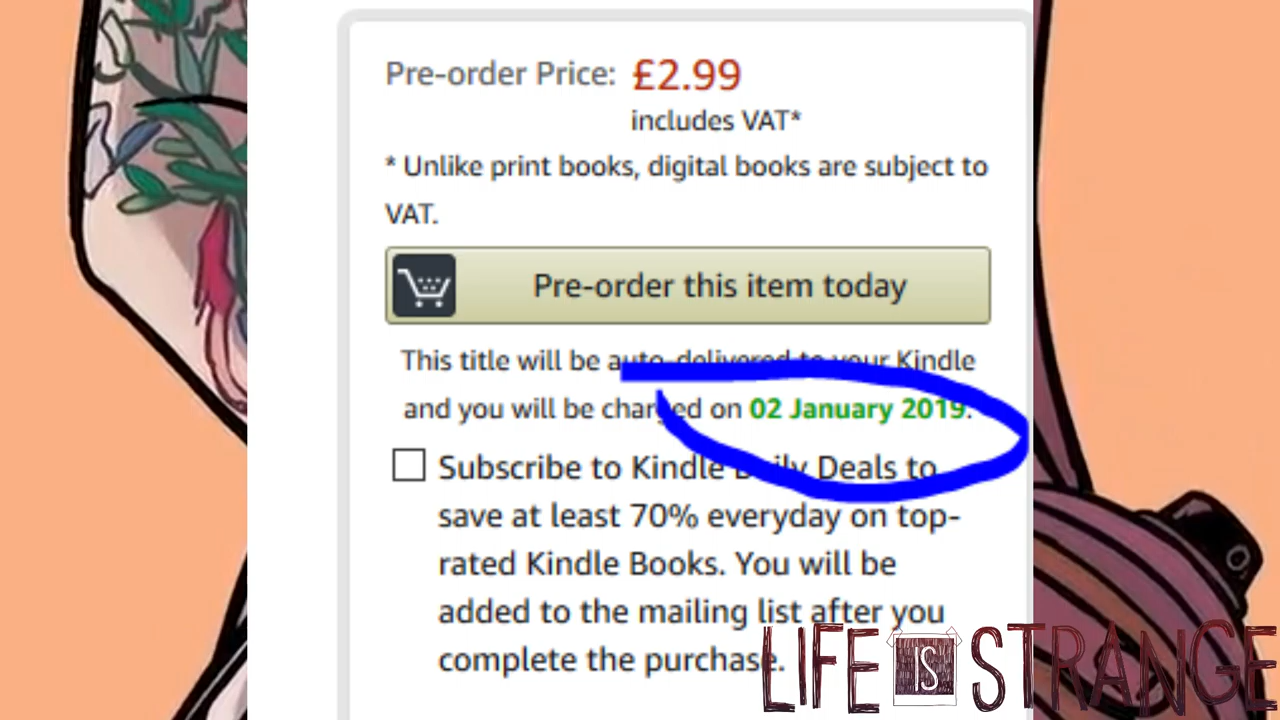 Pre-order Price: £2.99
includes VAT*
* Unlike print books, digital books are subject to
VAT.
Pre-order this item today
This title will be auto-delivered to your Kindle
and you will be charged on 02 January 2019.
Subscribe to Kindle Daily Deals to
save at least 70% everyday on top-
rated Kindle Books. You will be
added to the mailing list after you
complete the purchase.
LIFE IS STRANGE